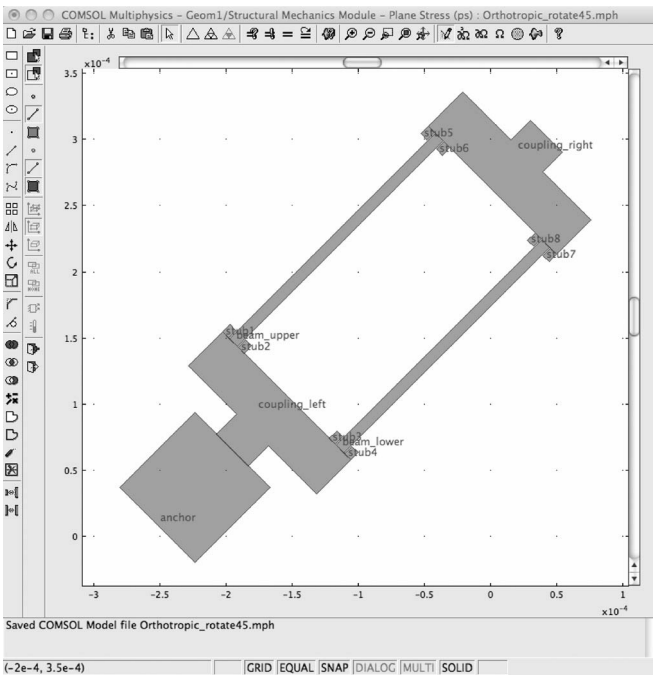 COMSOL Multiphysics – Geom1/Structural Mechanics Module – Plane Stress (ps) : Orthotropic_rotate45.mph
×10⁻⁴
3.5
3
2.5
2
1.5
1
0.5
0
stub5
stub6
coupling_right
stub8
stub7
stub1
beam_upper
stub2
coupling_left
stub3
beam_lower
stub4
anchor
-3
-2.5
-2
-1.5
-1
-0.5
0
0.5
1
×10⁻⁴
Saved COMSOL Model file Orthotropic_rotate45.mph
(-2e-4, 3.5e-4)
GRID EQUAL SNAP DIALOG MULTI SOLID